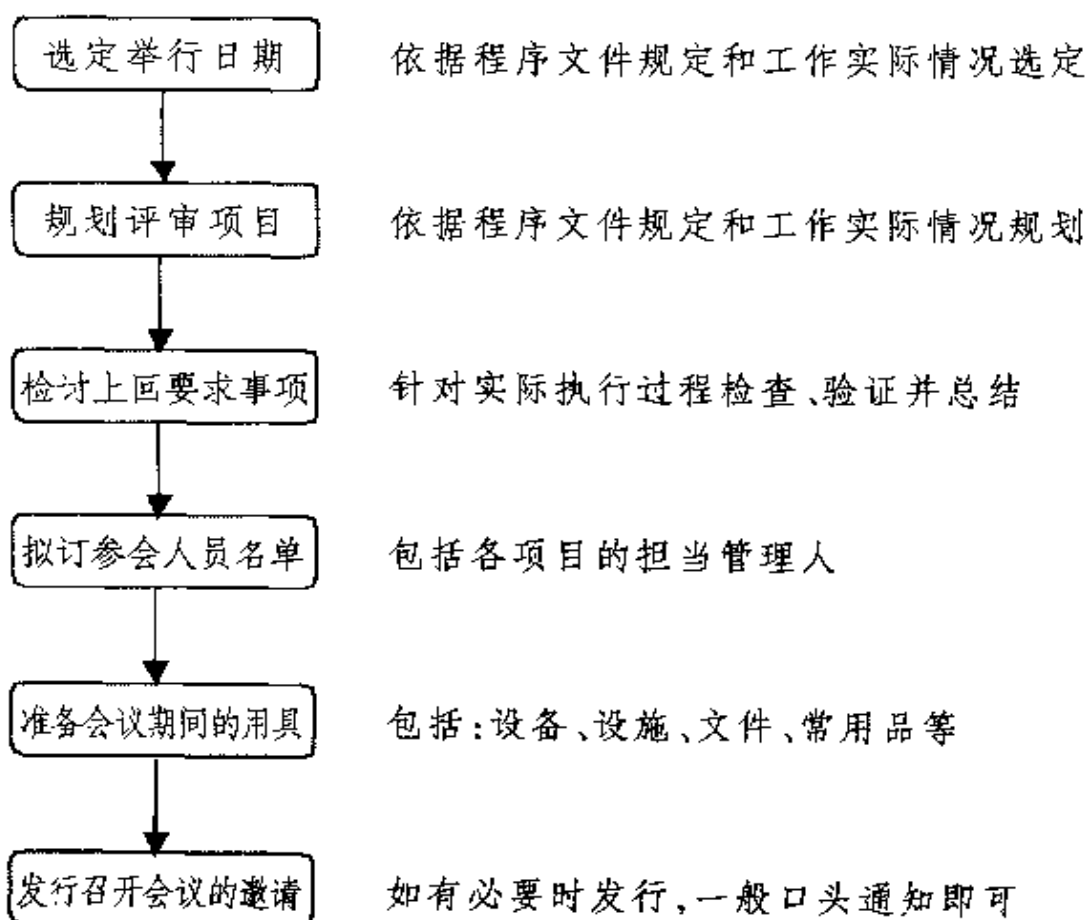 选定举行日期
依据程序文件规定和工作实际情况选定
规划评审项目
依据程序文件规定和工作实际情况规划
检讨上回要求事项
针对实际执行过程检查、验证并总结
拟订参会人员名单
包括各项目的担当管理人
准备会议期间的用具
包括:设备、设施、文件、常用品等
发行召开会议的邀请
如有必要时发行,一般口头通知即可